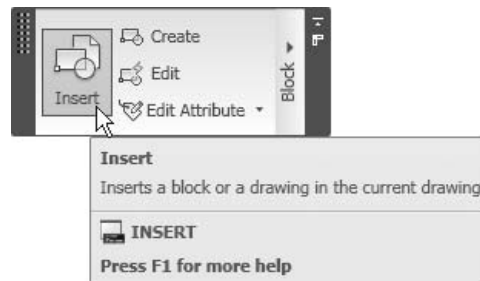 Create
Edit
Insert
Edit Attribute
Block
Insert
Inserts a block or a drawing in the current drawing
INSERT
Press F1 for more help